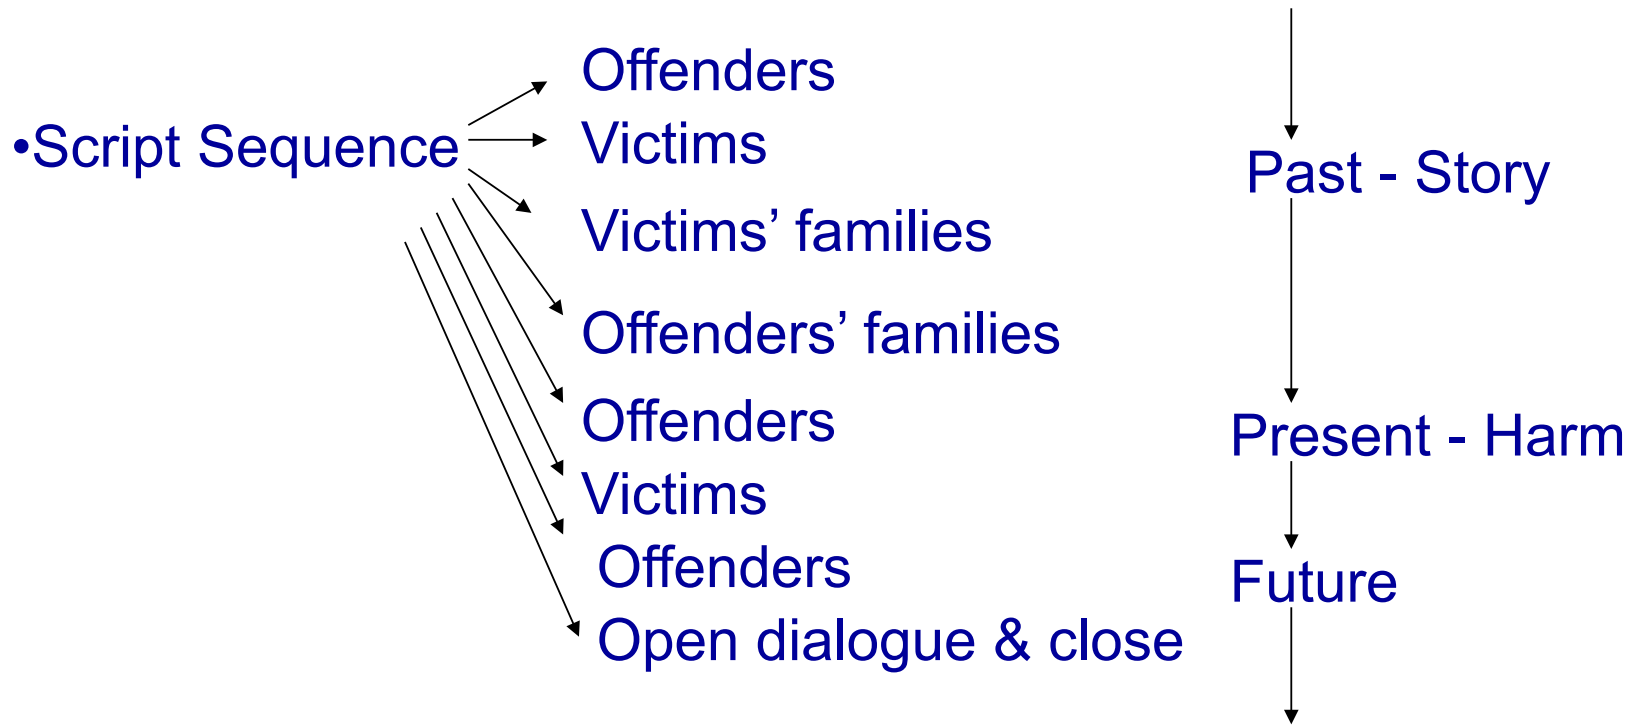 •Script Sequence
Offenders
Victims
Victims’ families
Offenders’ families
Offenders
Victims
Offenders
Open dialogue & close
Past - Story
Present - Harm
Future